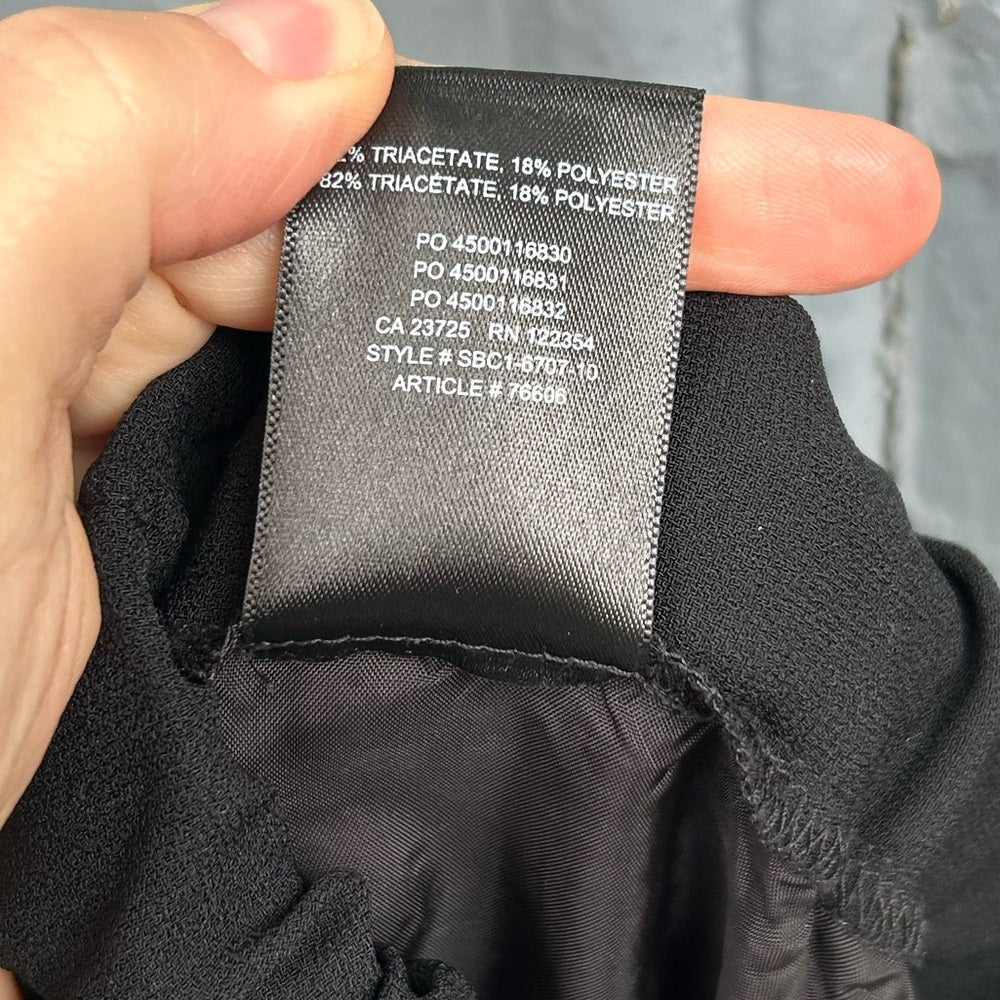 % TRIACETATE, 18% POLYESTER
82% TRIACETATE, 18% POLYESTER
PO 4500116830
PO 4500116831
PO 4500116832
CA 23725 RN 122354
STYLE # SBC1-6707-10
ARTICLE # 76606